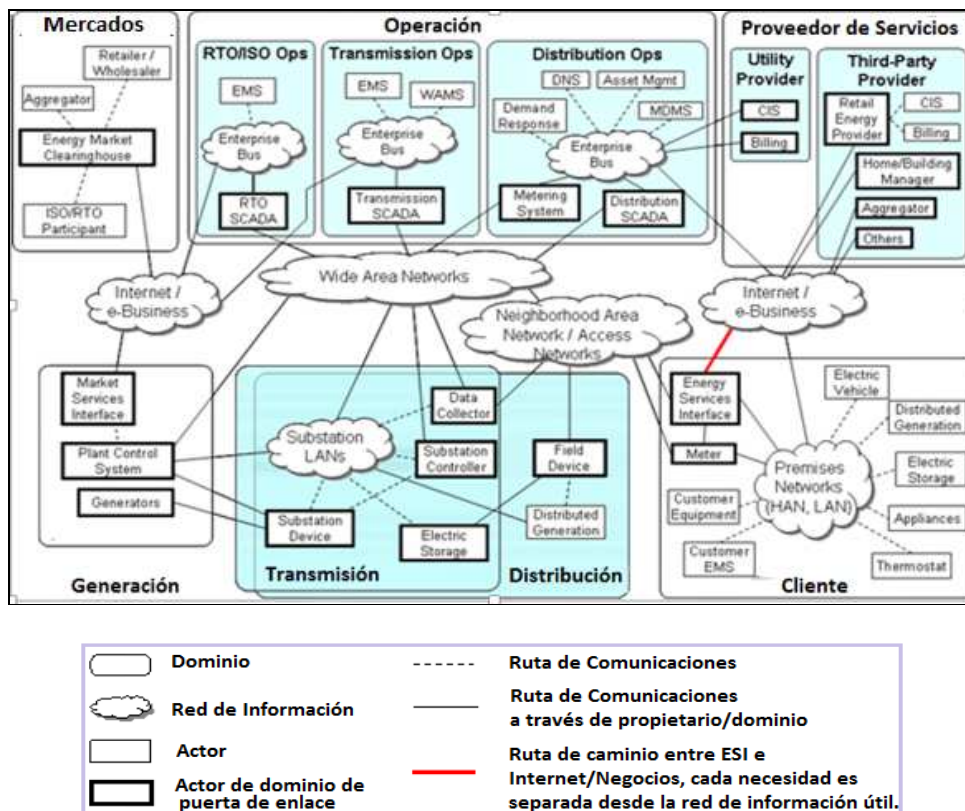 Mercados
Operación
Proveedor de Servicios
Retailer /
Wholesaler
Aggregator
Energy Market
Clearinghouse
ISO/RTO
Participant
RTO/ISO Ops
EMS
Enterprise
Bus
RTO
SCADA
Transmission Ops
EMS
WAMS
Enterprise
Bus
Transmission
SCADA
Distribution Ops
DNS
Asset Mgmt
Demand
Response
MDMS
Enterprise
Bus
Metering
System
Distribution
SCADA
Utility
Provider
CIS
Billing
Third-Party
Provider
Retail
Energy
Provider
CIS
Billing
Home/Building
Manager
Aggregator
Others
Internet /
e-Business
Wide Area Networks
Neighborhood Area
Network / Access
Networks
Internet /
e-Business
Market
Services
Interface
Plant Control
System
Generators
Generación
Substation
LANs
Data
Collector
Substation
Controller
Substation
Device
Electric
Storage
Transmisión
Field
Device
Distributed
Generation
Distribución
Energy
Services
Interface
Meter
Electric
Vehicle
Distributed
Generation
Premises
Networks
(HAN, LAN)
Electric
Storage
Customer
Equipment
Appliances
Customer
EMS
Thermostat
Cliente
Dominio
Ruta de Comunicaciones
Red de Información
Ruta de Comunicaciones
a través de propietario/dominio
Actor
Ruta de caminio entre ESI e
Internet/Negocios, cada necesidad es
separada desde la red de información útil.
Actor de dominio de
puerta de enlace